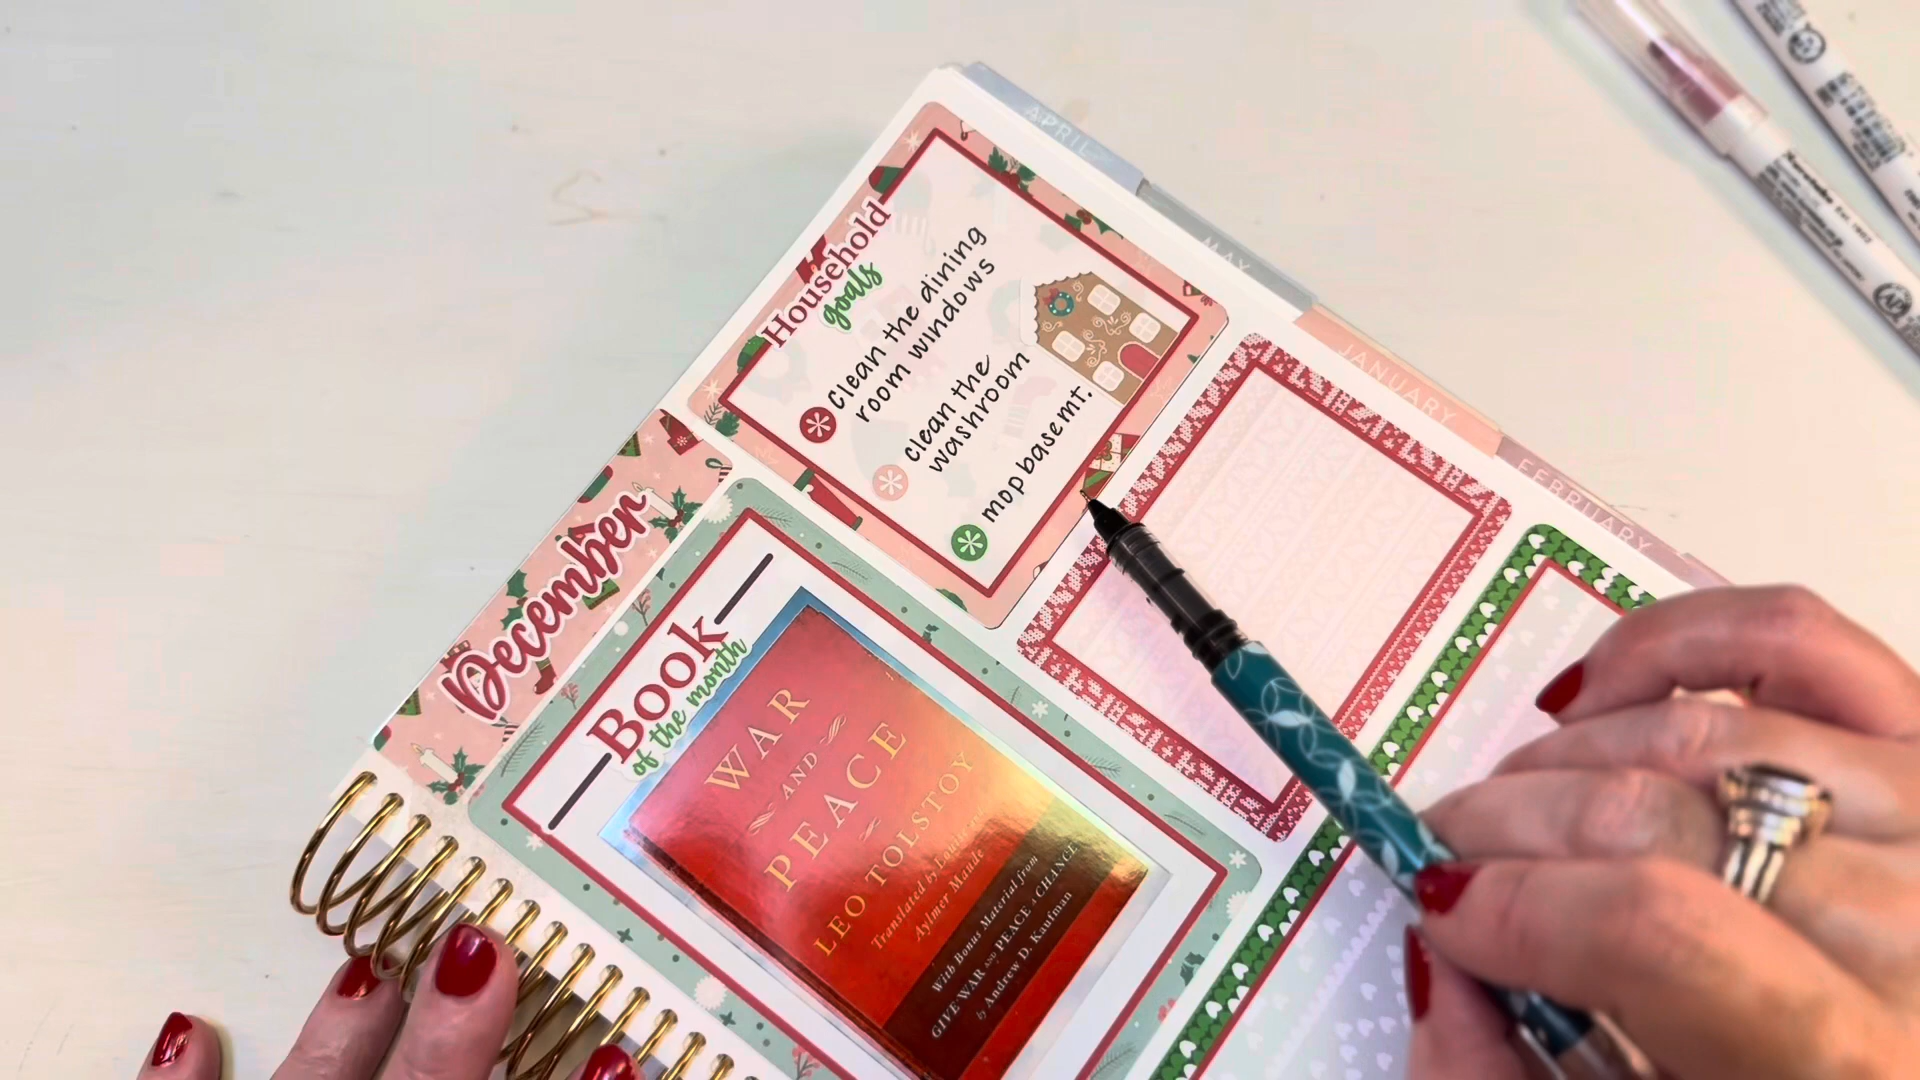 APRIL
MAY
JANUARY
FEBRUARY
Household
goals
Clean the dining
room windows
clean the
washroom
mop basemt.
December
Book
of the month
WAR
AND
PEACE
LEO TOLSTOY
Translated by Louise and
Aylmer Maude
With Bonus Material from
GIVE WAR AND PEACE A CHANCE
by Andrew D. Kaufman